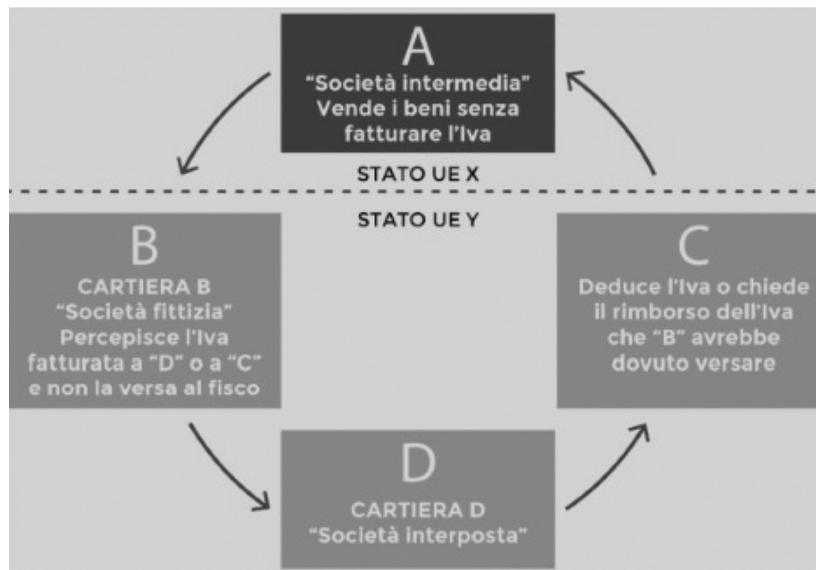 A
“Società intermedia”
Vende i beni senza
fatturare l’Iva
STATO UE X
STATO UE Y
B
CARTIERA B
“Società fittizia”
Percepisce l’Iva
fatturata a “D” o a “C”
e non la versa al fisco
C
Deduce l’Iva o chiede
il rimborso dell’Iva
che “B” avrebbe
dovuto versare
D
CARTIERA D
“Società interposta”